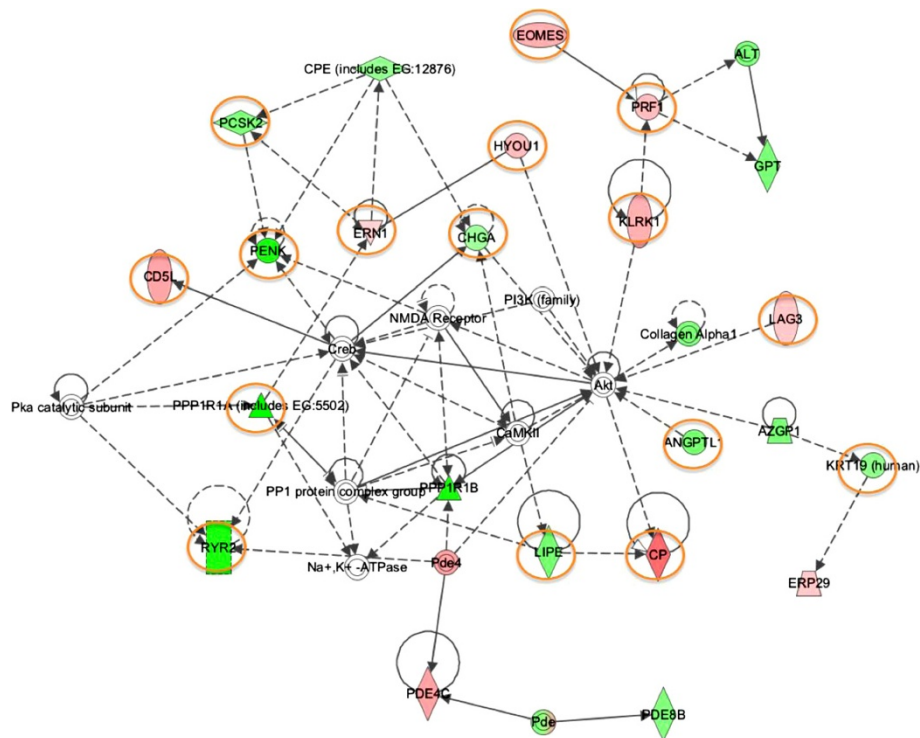 EOMES
ALT
CPE (includes EG:12876)
PRF1
PCSK2
HYOU1
GPT
KLRK1
ERN1
CHGA
PENK
CD5L
PI3K (family)
NMDA Receptor
LAG3
Collagen Alpha1
Creb
Akt
Pka catalytic subunit
PPP1R1A (includes EG:5502)
CaMKII
AZGP1
ANGPTL1
KRT19 (human)
PP1 protein complex group
PPP1R1B
RYR2
LIPE
CP
Na+,K+ -ATPase
Pde4
ERP29
PDE4C
Pde
PDE8B